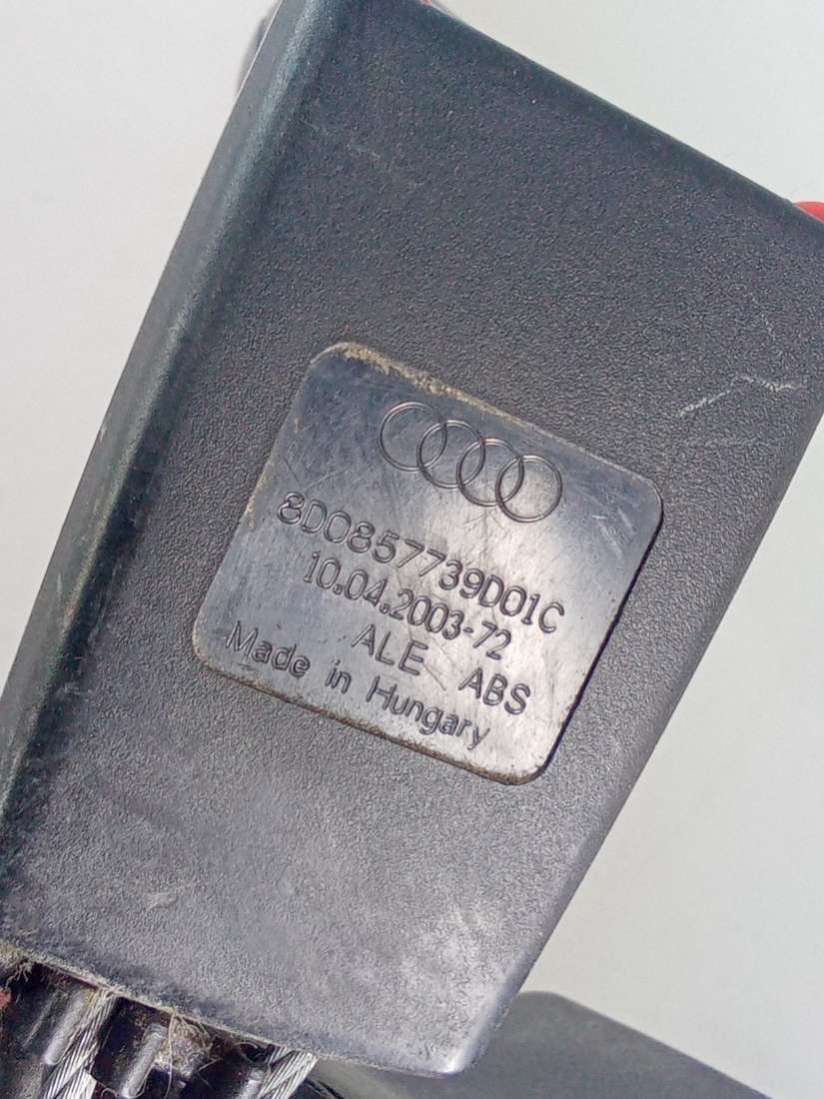 8D0857739D01C
10.04.2003-72
ALE ABS
Made in Hungary